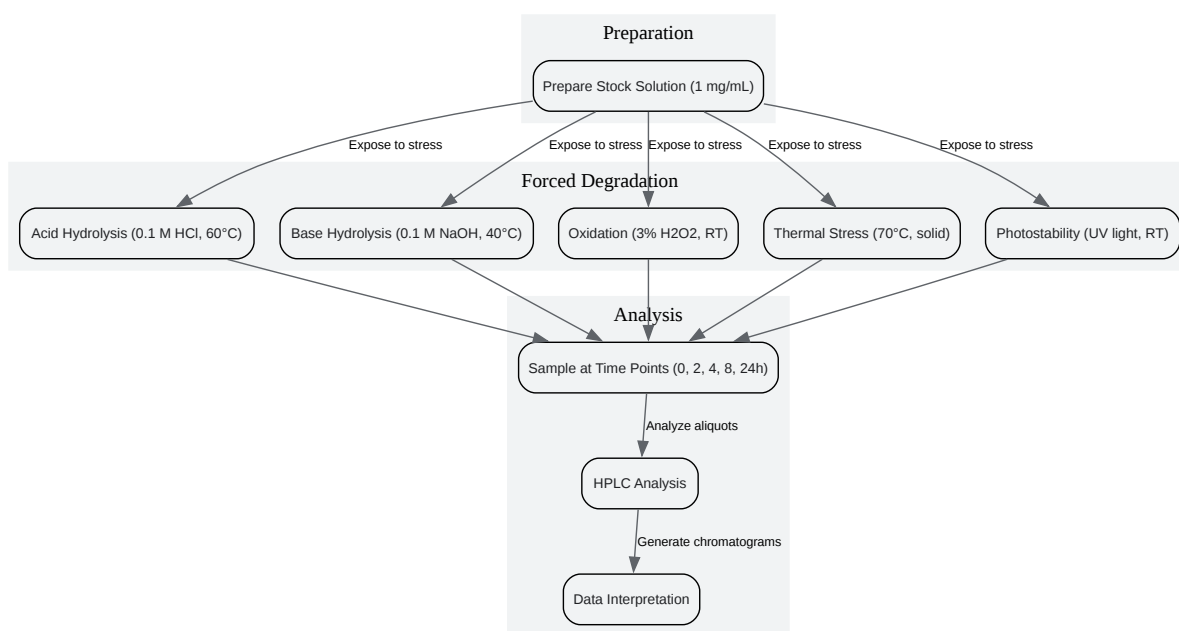 Preparation
Prepare Stock Solution (1 mg/mL)
Expose to stress
Expose to stress
Expose to stress
Expose to stress
Expose to stress
Forced Degradation
Acid Hydrolysis (0.1 M HCl, 60°C)
Base Hydrolysis (0.1 M NaOH, 40°C)
Oxidation (3% H2O2, RT)
Thermal Stress (70°C, solid)
Photostability (UV light, RT)
Analysis
Sample at Time Points (0, 2, 4, 8, 24h)
Analyze aliquots
HPLC Analysis
Generate chromatograms
Data Interpretation